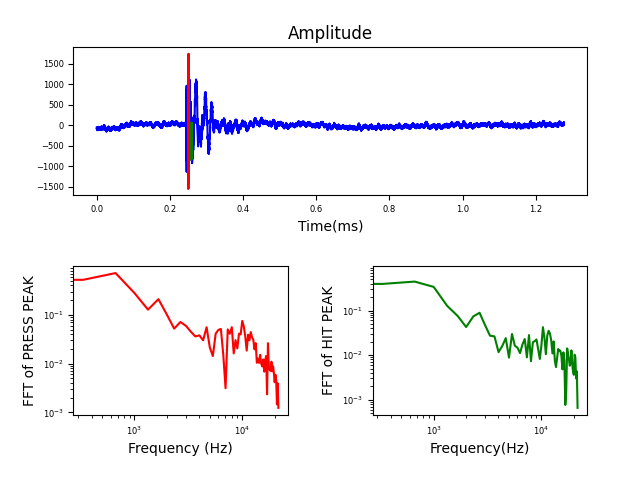 Amplitude
1500
1000
500
0
−500
−1000
−1500
0.0 0.2 0.4 0.6 0.8 1.0 1.2
Time(ms)
FFT of PRESS PEAK
10⁻¹
10⁻²
10⁻³
10³ 10⁴
Frequency (Hz)
FFT of HIT PEAK
10⁻¹
10⁻²
10⁻³
10³ 10⁴
Frequency(Hz)